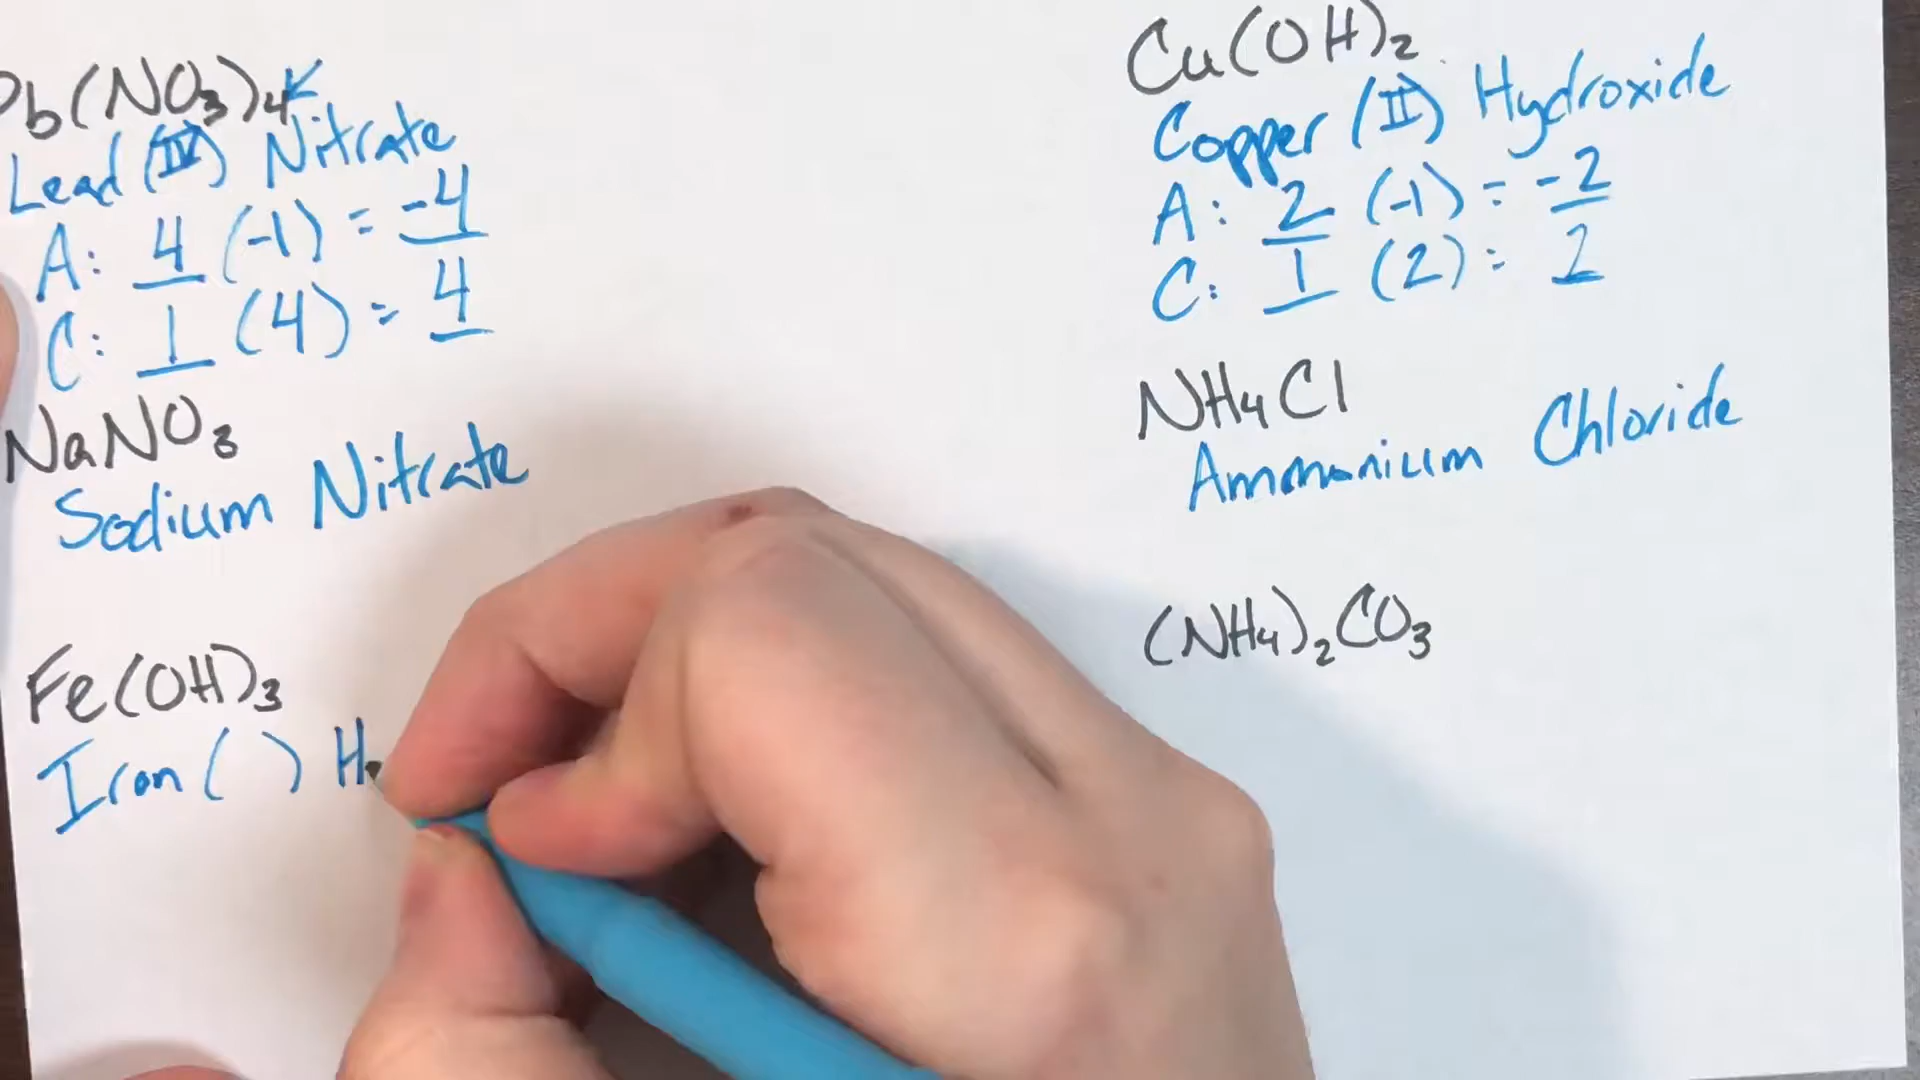 Pb(NO₃)₄
Lead (IV) Nitrate
A: 4 (-1) = -4
C: 1 (4) = 4
NaNO₃
Sodium Nitrate
Fe(OH)₃
Iron ( ) H
Cu(OH)₂
Copper (II) Hydroxide
A: 2 (-1) = -2
C: 1 (2) = 2
NH₄Cl
Ammonium Chloride
(NH₄)₂CO₃